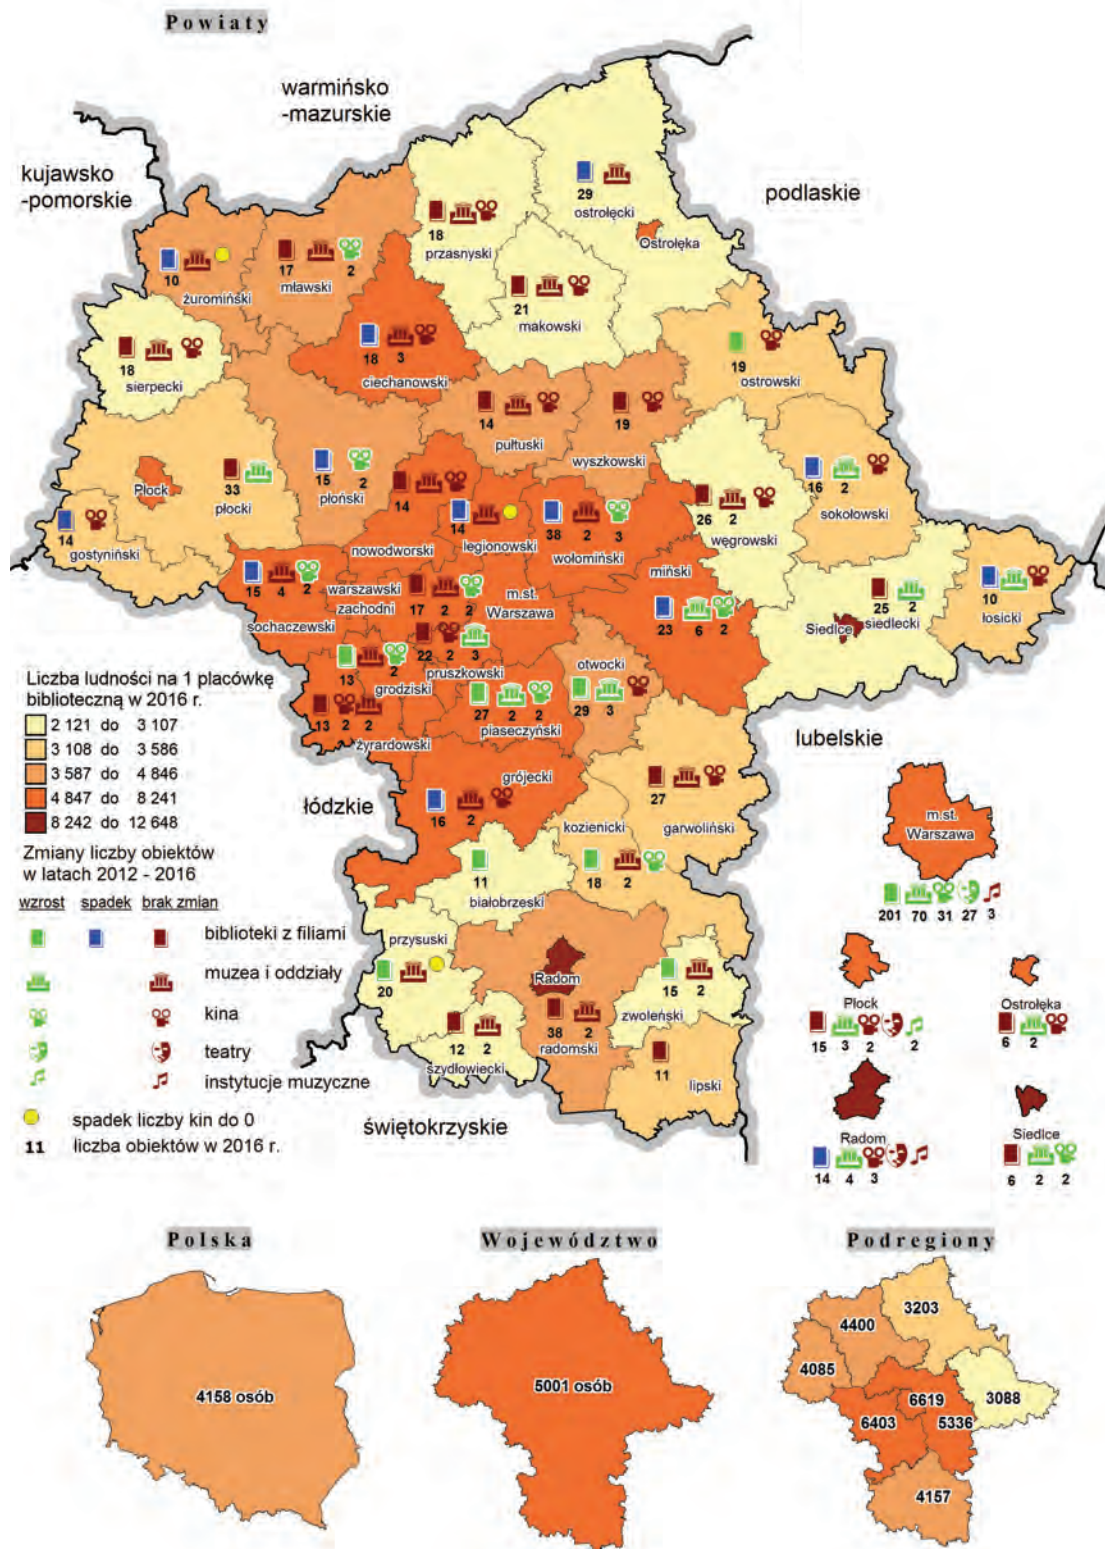 Powiaty
warmińsko
-mazurskie
kujawsko
-pomorskie
podlaskie
29
ostrołęcki
Ostrołęka
18
przasnyski
10
żuromiński
17
2
mławski
21
makowski
18
3
ciechanowski
18
sierpecki
19
ostrowski
14
pułtuski
19
wyszkowski
33
Płock
płocki
15
2
płoński
16
2
sokołowski
26
2
węgrowski
14
gostyniński
14
nowodworski
14
legionowski
38
2
3
wołomiński
miński
23
6
2
10
łosicki
25
2
siedlecki
Siedlce
15
4
2
sochaczewski
warszawski
zachodni
17
2
2
m.st.
Warszawa
22
2
3
pruszkowski
13
2
grodziski
otwocki
29
3
27
2
2
piaseczyński
13
2
2
żyrardowski
Liczba ludności na 1 placówkę
biblioteczną w 2016 r.
2 121 do 3 107
3 108 do 3 586
3 587 do 4 846
4 847 do 8 241
8 242 do 12 648
lubelskie
łódzkie
grójecki
16
2
27
garwoliński
kozienicki
18
2
11
białobrzeski
Zmiany liczby obiektów
w latach 2012 - 2016
wzrost spadek brak zmian
biblioteki z filiami
muzea i oddziały
kina
teatry
instytucje muzyczne
spadek liczby kin do 0
11 liczba obiektów w 2016 r.
przysuski
20
Radom
38
2
radomski
15
2
zwoleński
12
2
szydłowiecki
11
lipski
świętokrzyskie
m.st.
Warszawa
201 70 31 27 3
Płock
15 3 2 2
Ostrołęka
6 2
Radom
14 4 3
Siedlce
6 2 2
Polska
Województwo
Podregiony
4158 osób
5001 osób
3203
4400
4085
3088
6619
6403
5336
4157